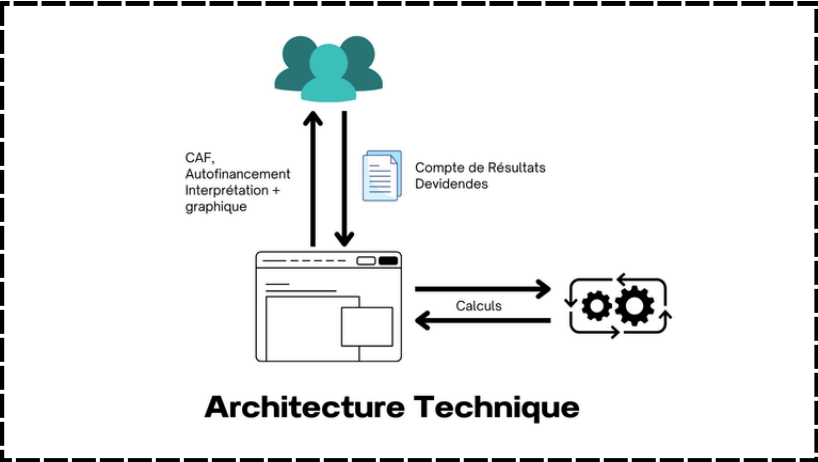 CAF,
Autofinancement
Interprétation +
graphique
Compte de Résultats
Devidendes
Calculs
Architecture Technique